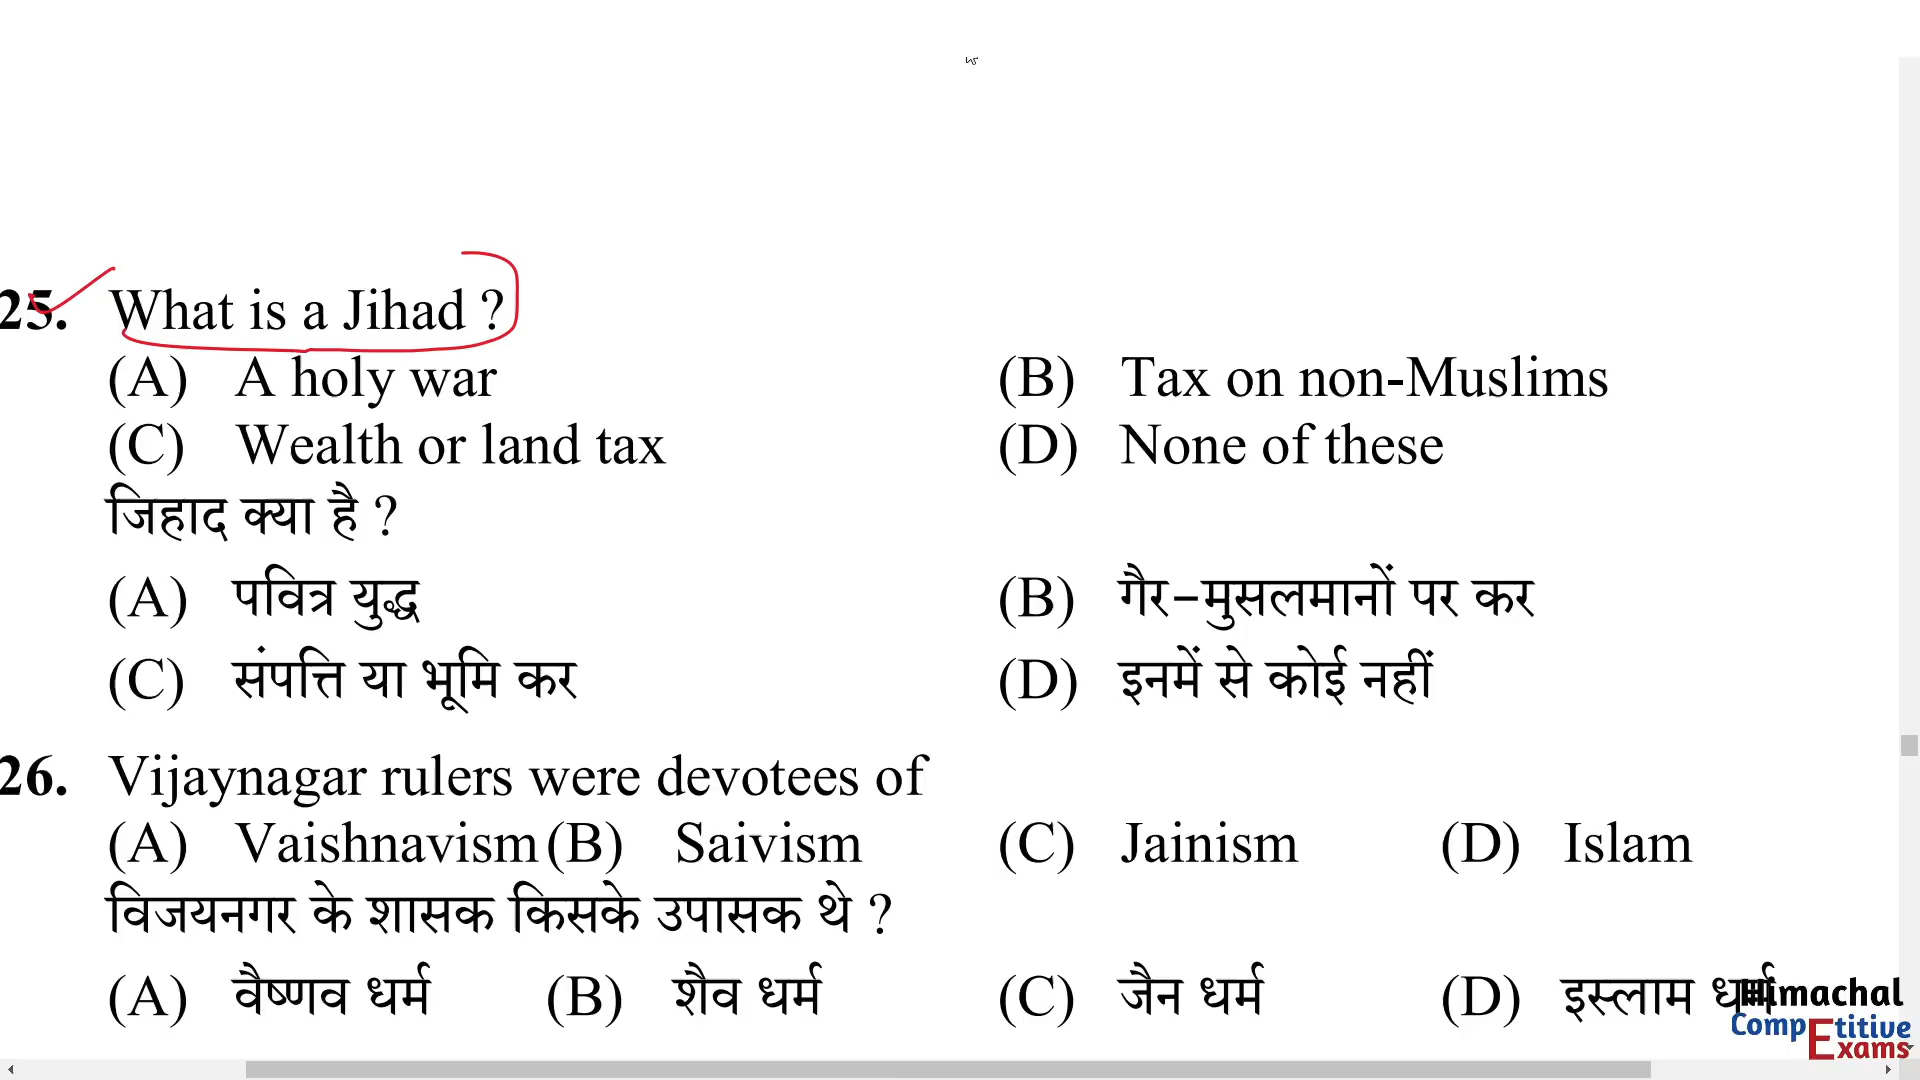 25. What is a Jihad ?
(A) A holy war (B) Tax on non-Muslims
(C) Wealth or land tax (D) None of these
जिहाद क्या है ?
(A) पवित्र युद्ध (B) गैर-मुसलमानों पर कर
(C) संपत्ति या भूमि कर (D) इनमें से कोई नहीं
26. Vijaynagar rulers were devotees of
(A) Vaishnavism (B) Saivism (C) Jainism (D) Islam
विजयनगर के शासक किसके उपासक थे ?
(A) वैष्णव धर्म (B) शैव धर्म (C) जैन धर्म (D) इस्लाम धर्म
Himachal
Competitive
Exams